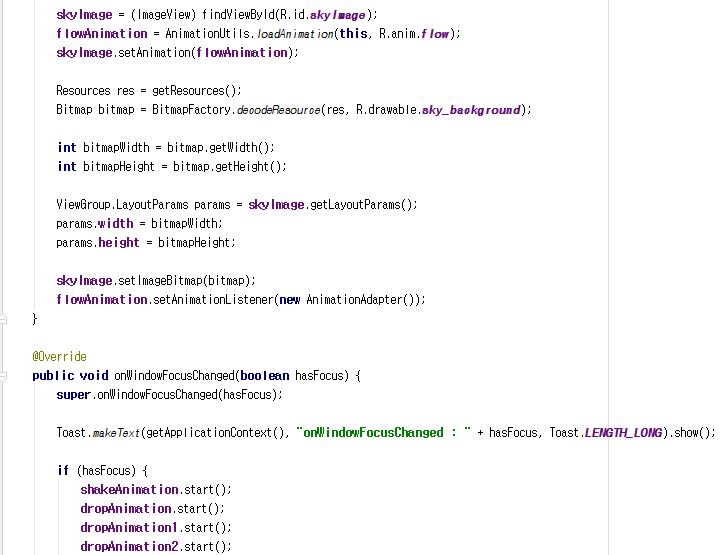 skyImage = (ImageView) findViewById(R.id.skyImage);
flowAnimation = AnimationUtils.loadAnimation(this, R.anim.flow);
skyImage.setAnimation(flowAnimation);
Resources res = getResources();
Bitmap bitmap = BitmapFactory.decodeResource(res, R.drawable.sky_background);
int bitmapWidth = bitmap.getWidth();
int bitmapHeight = bitmap.getHeight();
ViewGroup.LayoutParams params = skyImage.getLayoutParams();
params.width = bitmapWidth;
params.height = bitmapHeight;
skyImage.setImageBitmap(bitmap);
flowAnimation.setAnimationListener(new AnimationAdapter());
}
@Override
public void onWindowFocusChanged(boolean hasFocus) {
super.onWindowFocusChanged(hasFocus);
Toast.makeText(getApplicationContext(), "onWindowFocusChanged : " + hasFocus, Toast.LENGTH_LONG).show();
if (hasFocus) {
shakeAnimation.start();
dropAnimation.start();
dropAnimation1.start();
dropAnimation2.start();